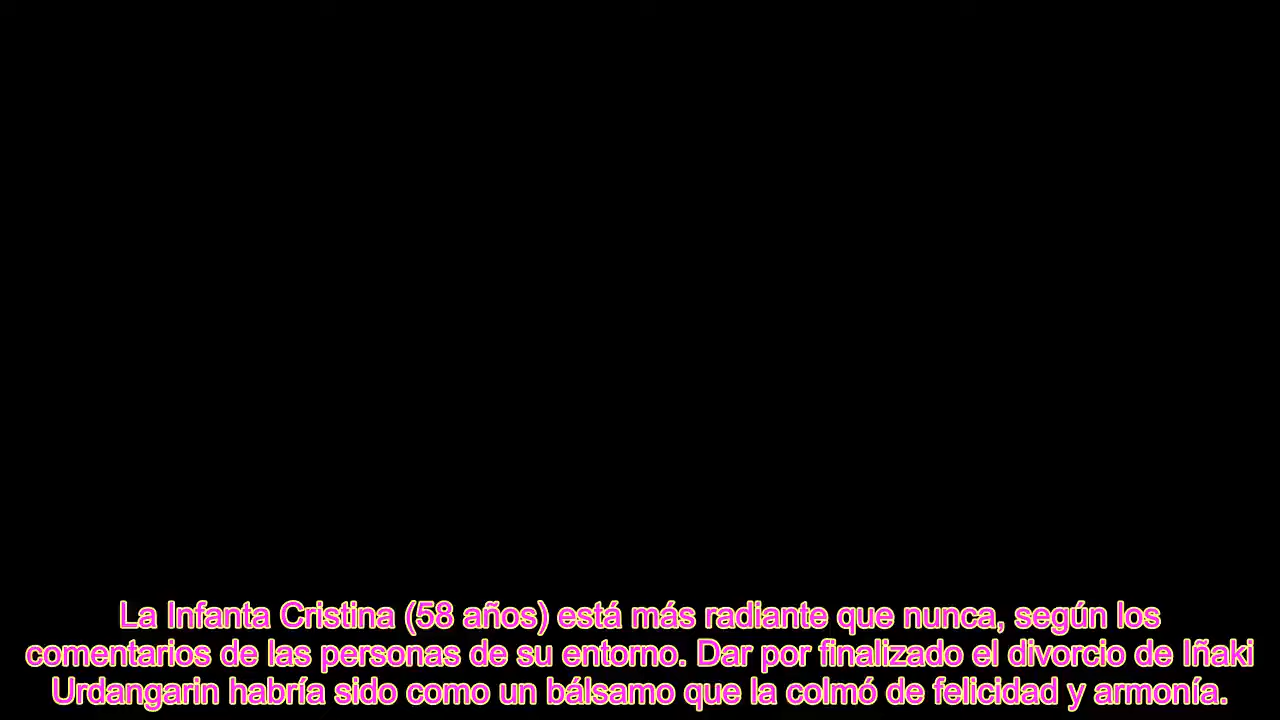 La Infanta Cristina (58 años) está más radiante que nunca, según los
comentarios de las personas de su entorno. Dar por finalizado el divorcio de Iñaki
Urdangarin habría sido como un bálsamo que la colmó de felicidad y armonía.